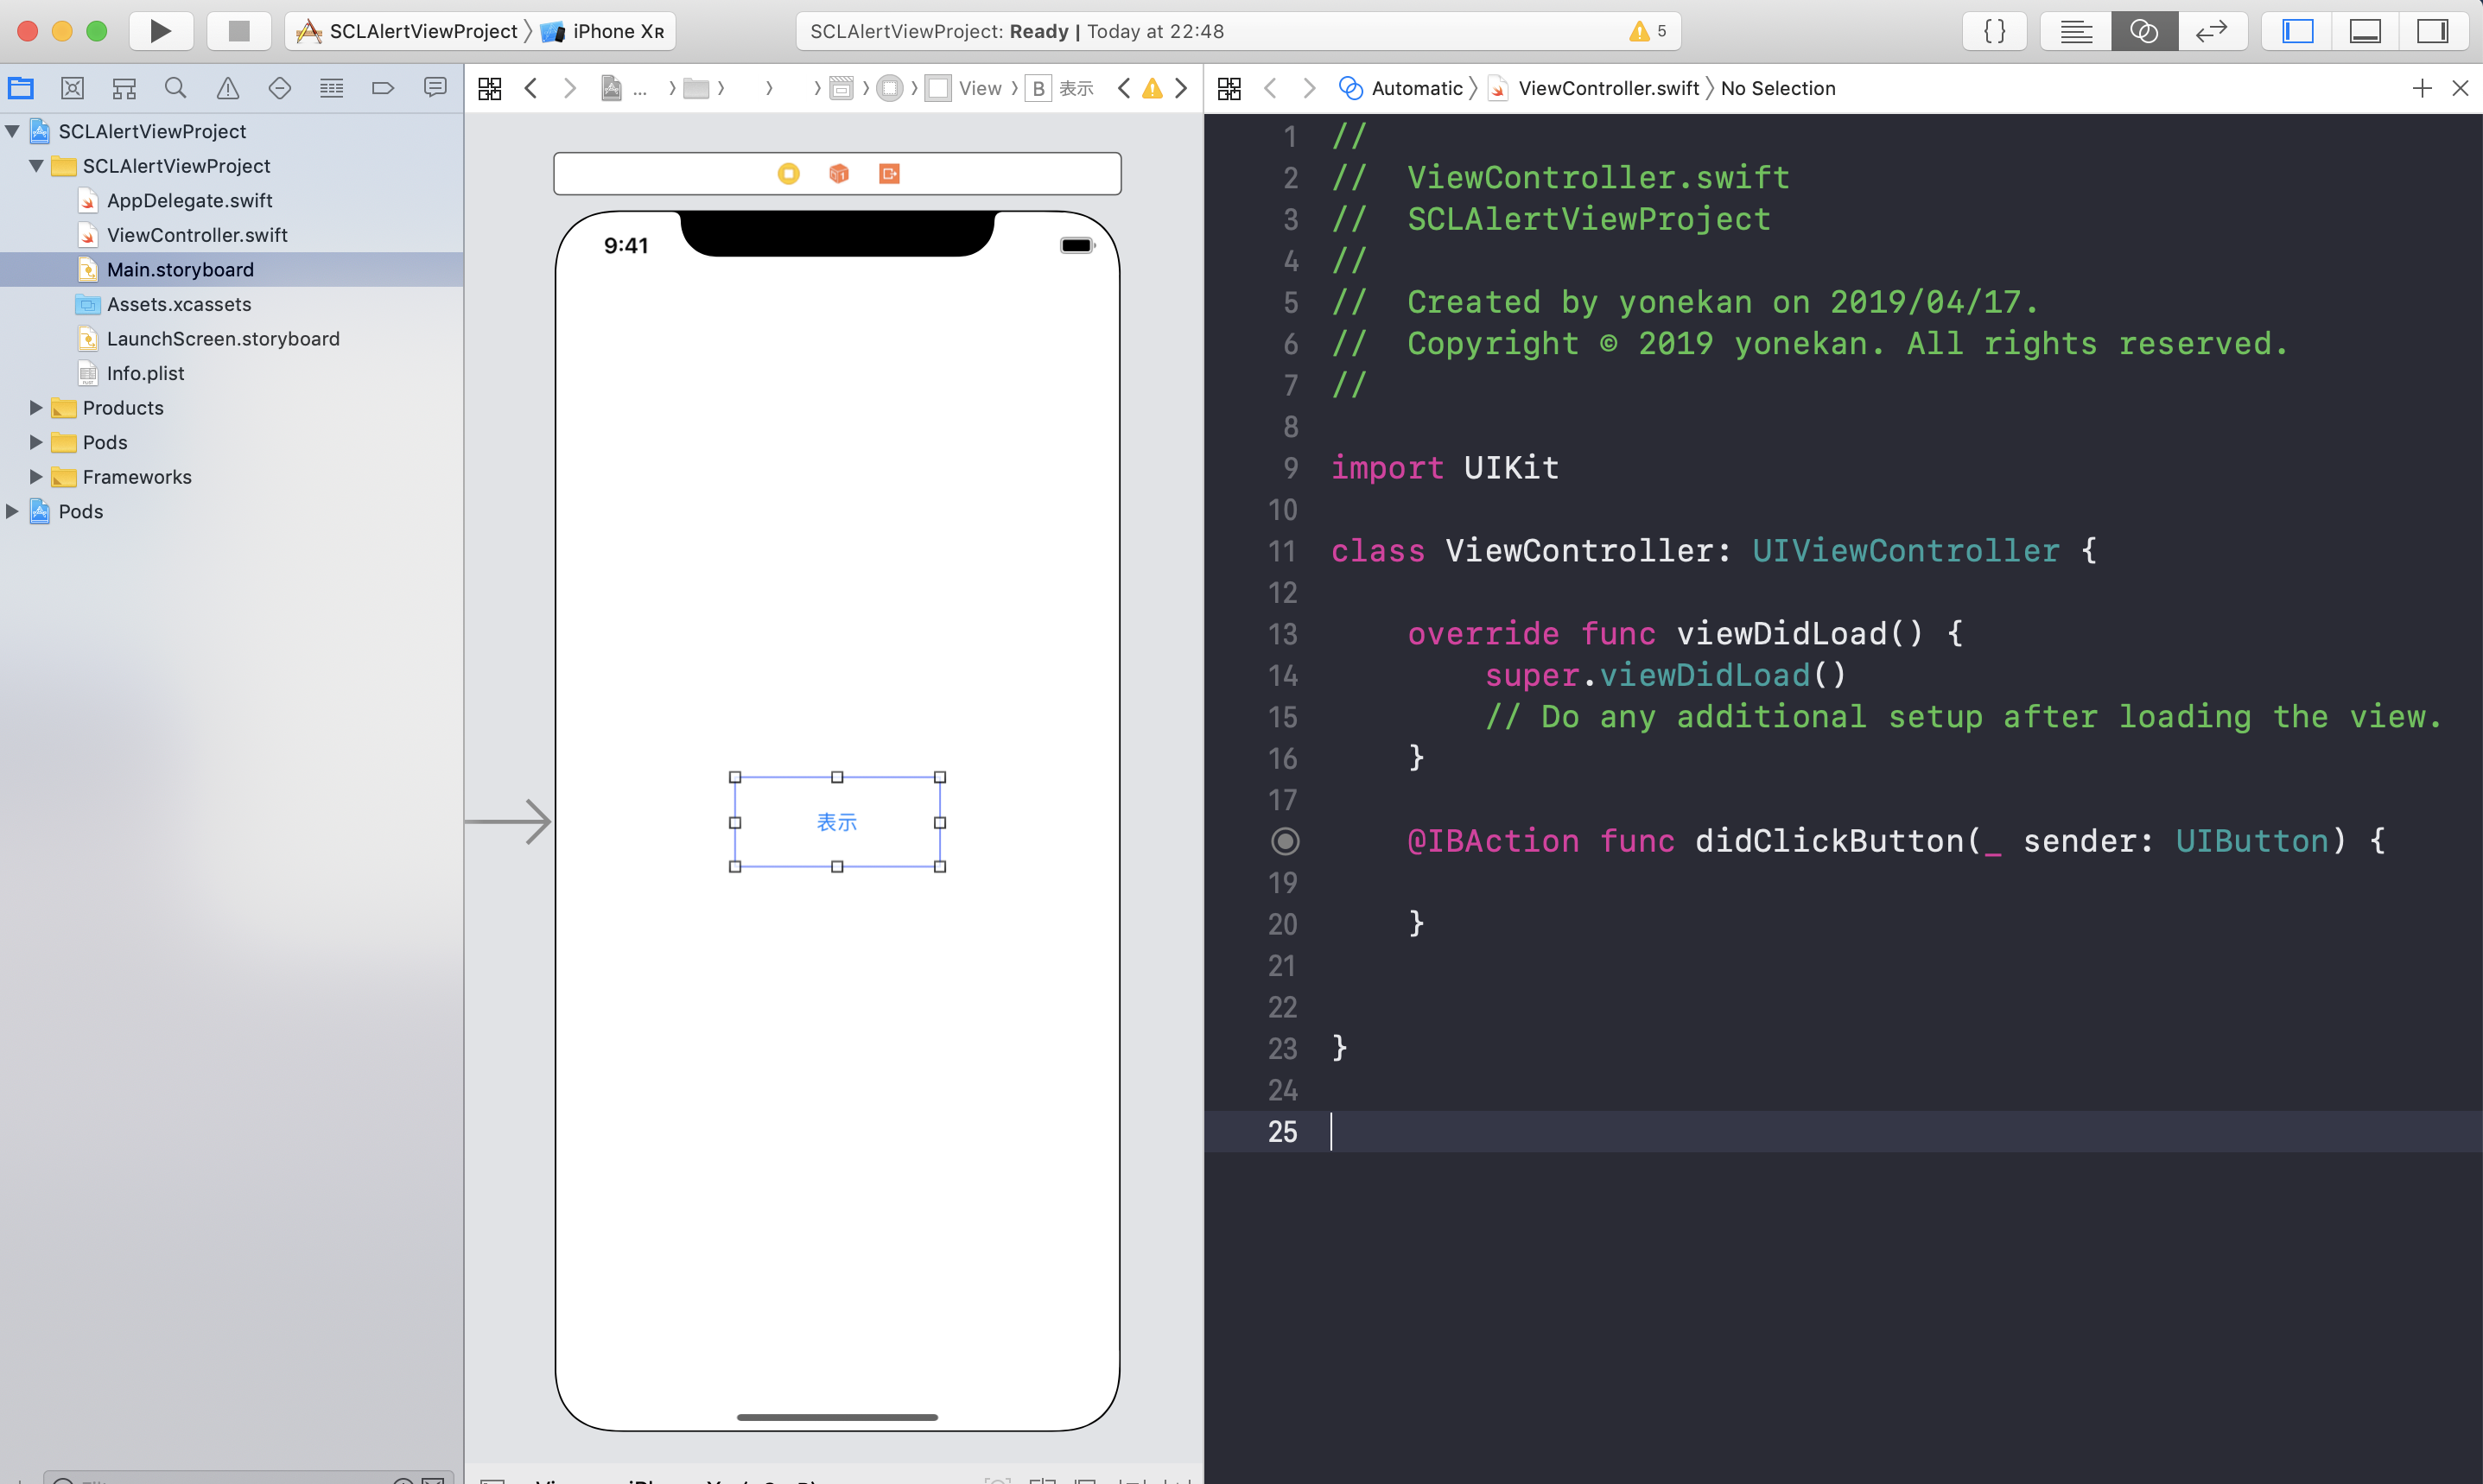 SCLAlertViewProject iPhone XR
SCLAlertViewProject: Ready | Today at 22:48
5
{}
SCLAlertViewProject
SCLAlertViewProject
AppDelegate.swift
ViewController.swift
Main.storyboard
Assets.xcassets
LaunchScreen.storyboard
Info.plist
Products
Pods
Frameworks
Pods
... View B 表示
9:41
表示
Automatic ViewController.swift No Selection
1 //
2 // ViewController.swift
3 // SCLAlertViewProject
4 //
5 // Created by yonekan on 2019/04/17.
6 // Copyright © 2019 yonekan. All rights reserved.
7 //
8
9 import UIKit
10
11 class ViewController: UIViewController {
12
13 override func viewDidLoad() {
14 super.viewDidLoad()
15 // Do any additional setup after loading the view.
16 }
17
@IBAction func didClickButton(_ sender: UIButton) {
19
20 }
21
22
23 }
24
25